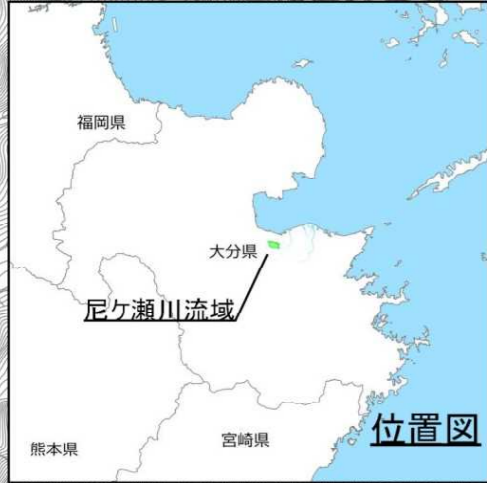 福岡県
大分県
尼ケ瀬川流域
位置図
熊本県
宮崎県